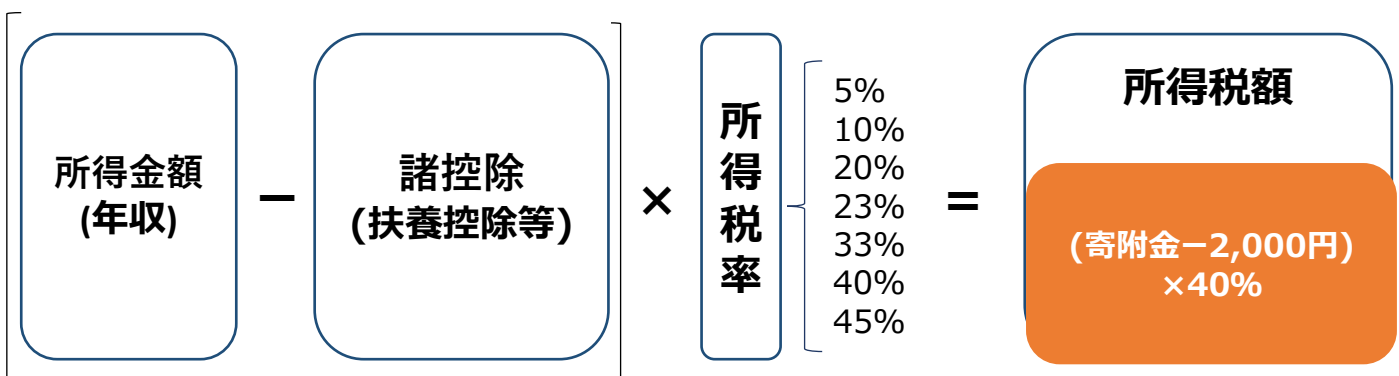 所得金額
(年収)
－
諸控除
(扶養控除等)
×
所得税率
5%
10%
20%
23%
33%
40%
45%
=
所得税額
(寄附金－2,000円)
×40%